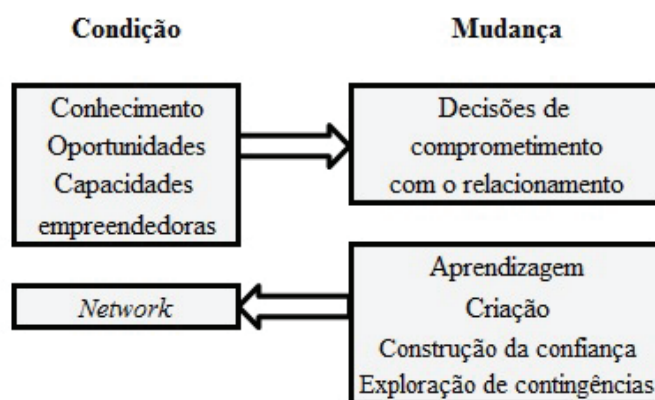 Condição
Mudança
Conhecimento
Oportunidades
Capacidades
empreendedoras
Decisões de
comprometimento
com o relacionamento
Network
Aprendizagem
Criação
Construção da confiança
Exploração de contingências